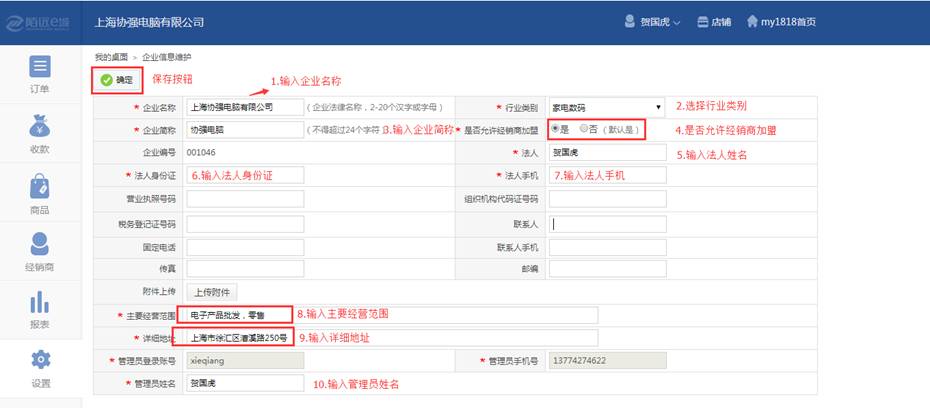 陌远e城 上海协强电脑有限公司 贺国虎 店铺 my1818首页
我的桌面 > 企业信息维护
确定 保存按钮 1.输入企业名称
* 企业名称 上海协强电脑有限公司 (企业法律名称，2-20个汉字或字母) * 行业类别 家电数码 2.选择行业类别
* 企业简称 协强电脑 (不得超过24个字符 3.输入企业简称 * 是否允许经销商加盟 是 否 (默认是) 4.是否允许经销商加盟
企业编号 001046 * 法人 贺国虎 5.输入法人姓名
* 法人身份证 6.输入法人身份证 * 法人手机 7.输入法人手机
营业执照号码 组织机构代码证号码
税务登记证号码 联系人
固定电话 联系人手机
传真 邮编
附件上传 上传附件
* 主要经营范围 电子产品批发，零售 8.输入主要经营范围
* 详细地址 上海市徐汇区漕溪路250号 9.输入详细地址
* 管理员登录账号 xieqiang * 管理员手机号 13774274622
* 管理员姓名 贺国虎 10.输入管理员姓名
订单
收款
商品
经销商
报表
设置